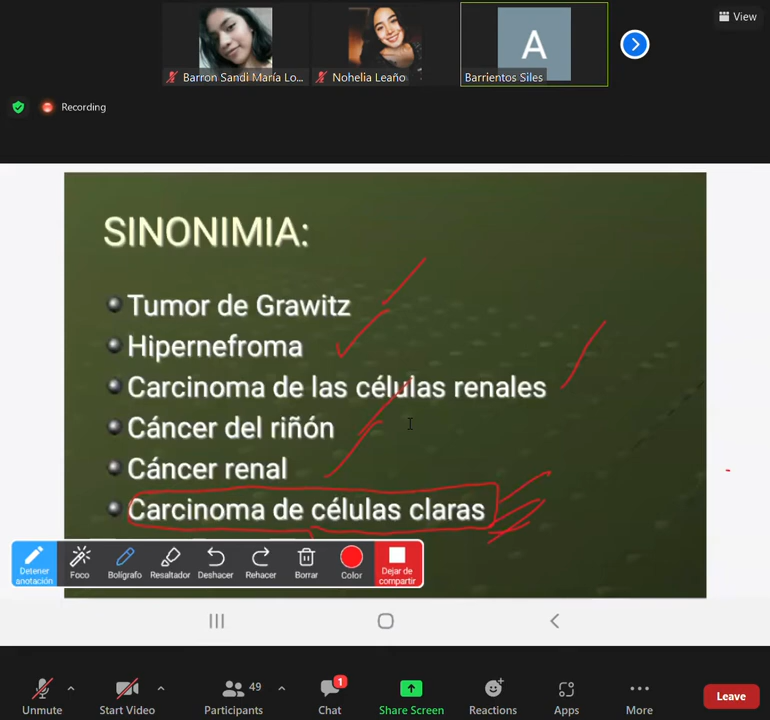 View
Barron Sandi María Lo...
Nohelia Leaño
A
Barrientos Siles
Recording
SINONIMIA:
Tumor de Grawitz
Hipernefroma
Carcinoma de las células renales
Cáncer del riñón
Cáncer renal
Carcinoma de células claras
Detener anotación
Foco
Bolígrafo
Resaltador
Deshacer
Rehacer
Borrar
Color
Dejar de compartir
Unmute
Start Video
49
Participants
1
Chat
Share Screen
Reactions
Apps
More
Leave